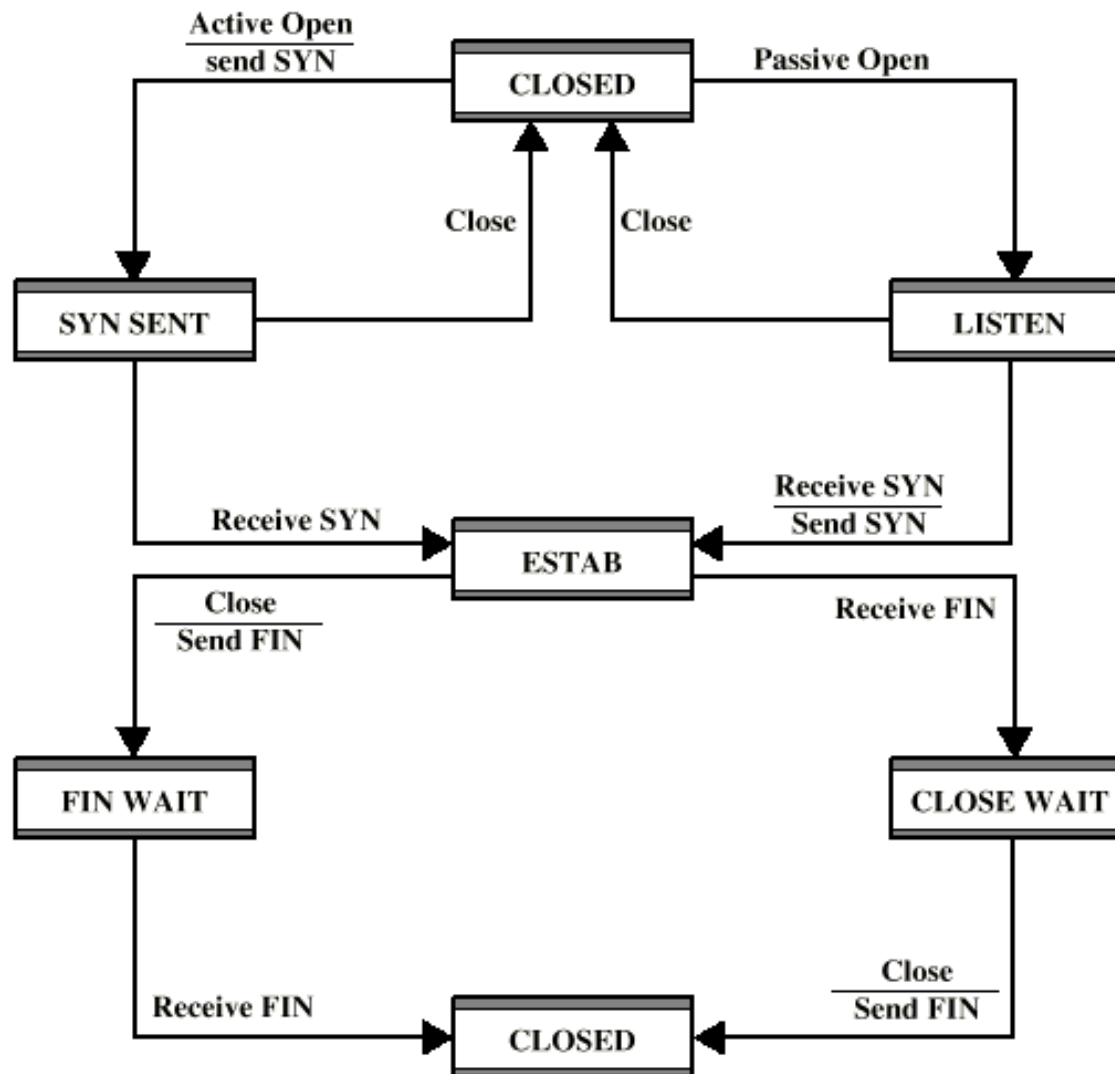 Active Open
send SYN
CLOSED
Passive Open
Close
Close
SYN SENT
LISTEN
Receive SYN
Receive SYN
Send SYN
ESTAB
Close
Send FIN
Receive FIN
FIN WAIT
CLOSE WAIT
Receive FIN
Close
Send FIN
CLOSED